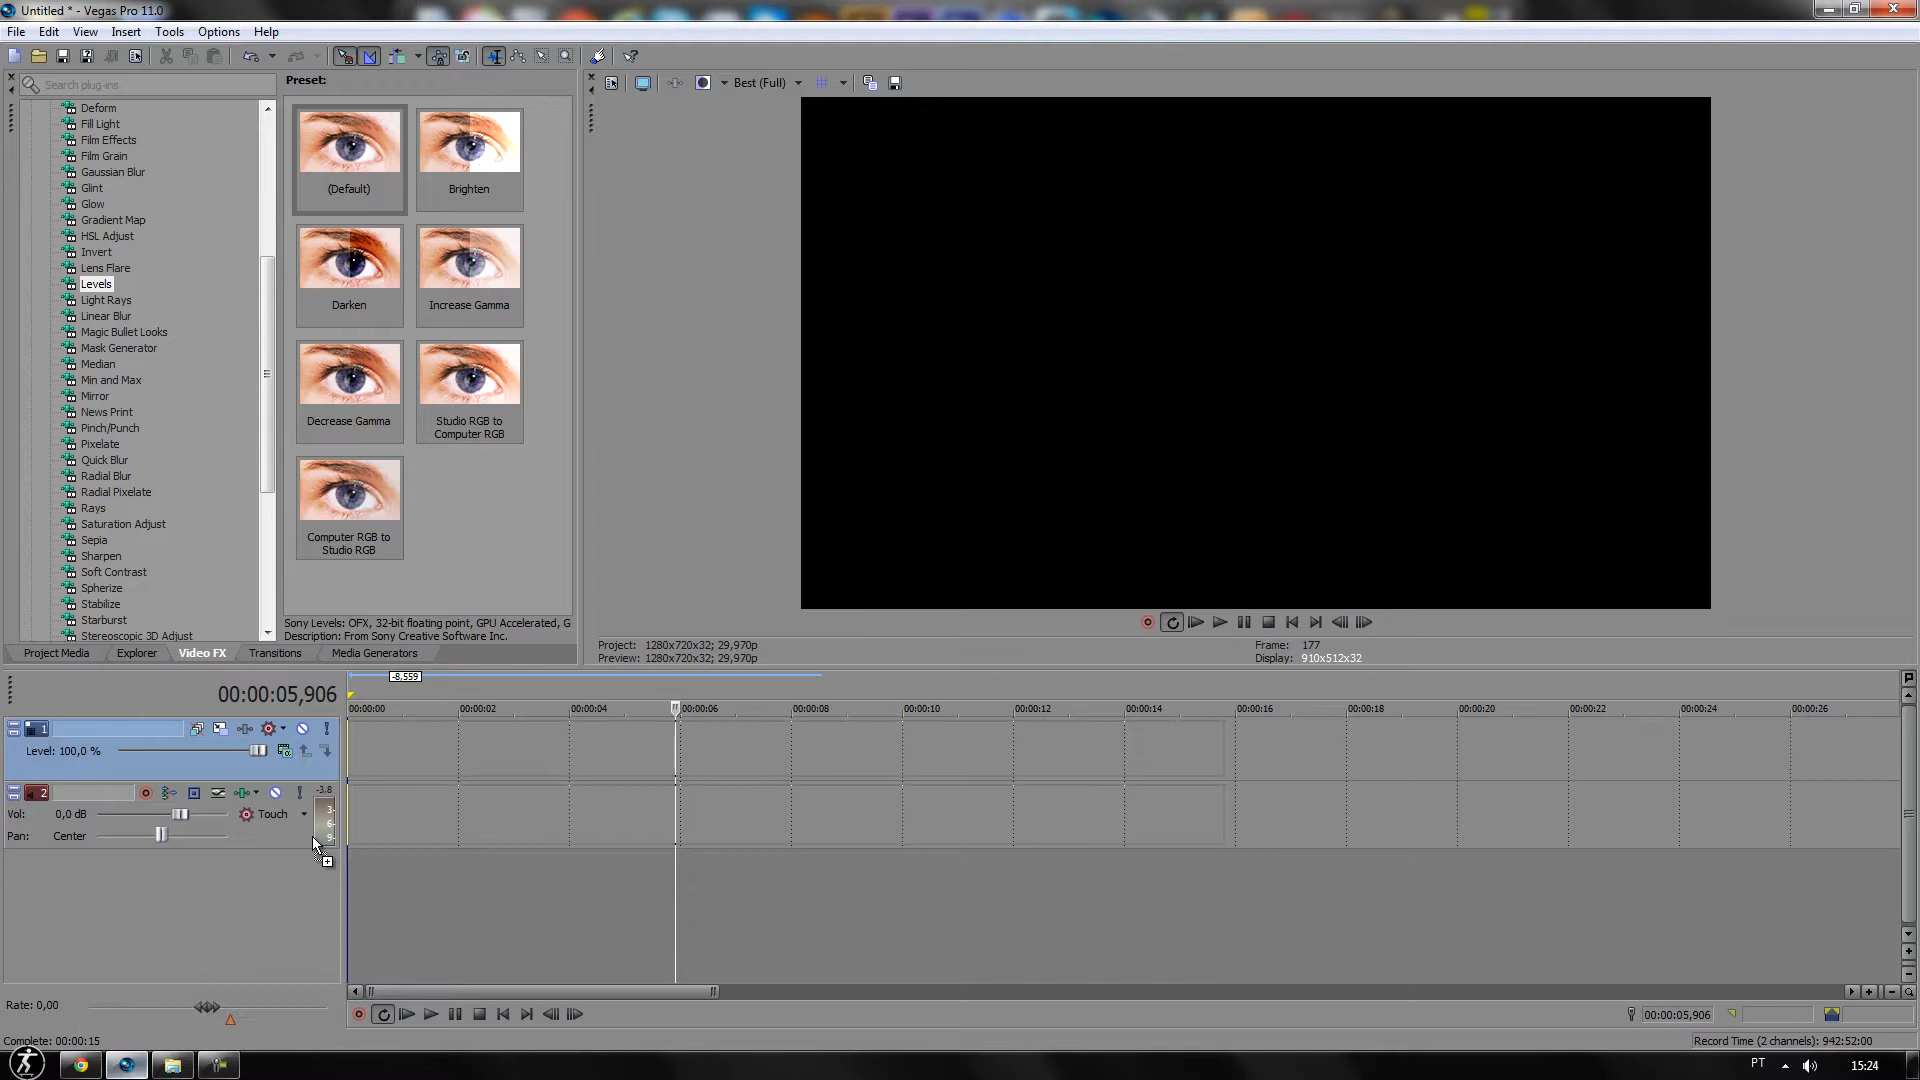 Untitled * - Vegas Pro 11.0
File Edit View Insert Tools Options Help
Search plug-ins
Preset:
Best (Full)
Deform
Fill Light
Film Effects
Film Grain
Gaussian Blur
Glint
Glow
Gradient Map
HSL Adjust
Invert
Lens Flare
Levels
Light Rays
Linear Blur
Magic Bullet Looks
Mask Generator
Median
Min and Max
Mirror
News Print
Pinch/Punch
Pixelate
Quick Blur
Radial Blur
Radial Pixelate
Rays
Saturation Adjust
Sepia
Sharpen
Soft Contrast
Spherize
Stabilize
Starburst
Stereoscopic 3D Adjust
(Default)
Brighten
Darken
Increase Gamma
Decrease Gamma
Studio RGB to
Computer RGB
Computer RGB to
Studio RGB
Sony Levels: OFX, 32-bit floating point, GPU Accelerated, G
Description: From Sony Creative Software Inc.
Project Media Explorer Video FX Transitions Media Generators
Project: 1280x720x32; 29,970p
Preview: 1280x720x32; 29,970p
Frame: 177
Display: 910x512x32
-8.559
00:00:05,906
00:00:00 00:00:02 00:00:04 00:00:06 00:00:08 00:00:10 00:00:12 00:00:14 00:00:16 00:00:18 00:00:20 00:00:22 00:00:24 00:00:26
1
Level: 100,0 %
2
-3,8
Vol: 0,0 dB
Touch
3
6
9
Pan: Center
Rate: 0,00
00:00:05,906
Complete: 00:00:15
Record Time (2 channels): 942:52:00
PT
15:24